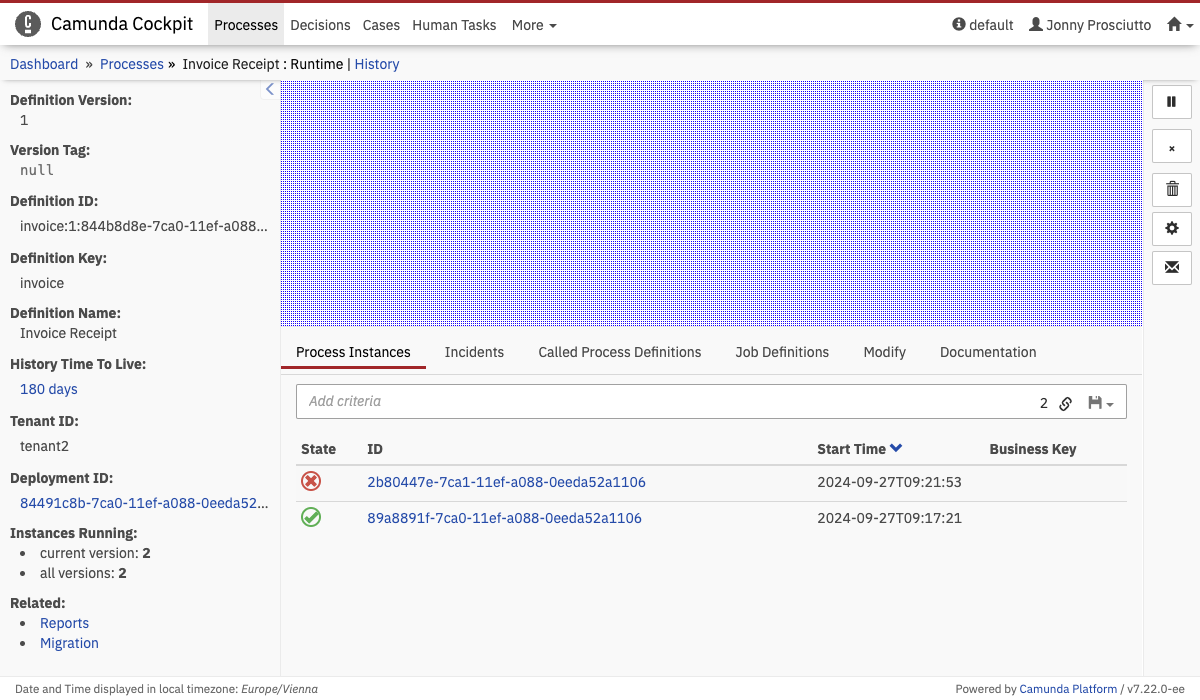 Camunda Cockpit Processes Decisions Cases Human Tasks More default Jonny Prosciutto
Dashboard » Processes » Invoice Receipt : Runtime | History
Definition Version:
1
Version Tag:
null
Definition ID:
invoice:1:844b8d8e-7ca0-11ef-a088...
Definition Key:
invoice
Definition Name:
Invoice Receipt
History Time To Live:
180 days
Tenant ID:
tenant2
Deployment ID:
84491c8b-7ca0-11ef-a088-0eeda52...
Instances Running:
• current version: 2
• all versions: 2
Related:
• Reports
• Migration
Process Instances Incidents Called Process Definitions Job Definitions Modify Documentation
Add criteria 2
State ID Start Time Business Key
2b80447e-7ca1-11ef-a088-0eeda52a1106 2024-09-27T09:21:53
89a8891f-7ca0-11ef-a088-0eeda52a1106 2024-09-27T09:17:21
Date and Time displayed in local timezone: Europe/Vienna Powered by Camunda Platform / v7.22.0-ee